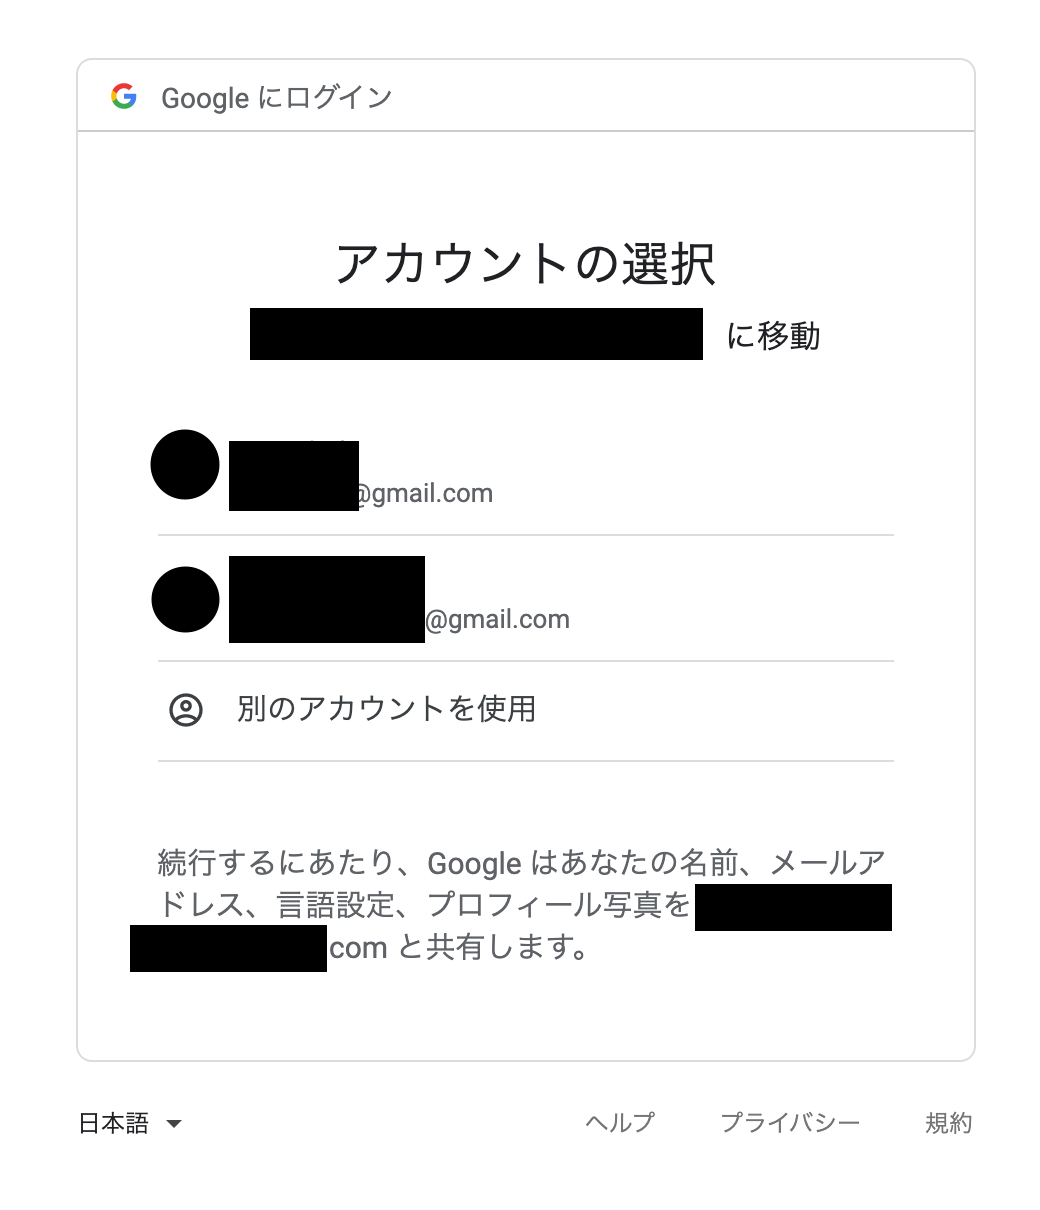 Google にログイン
アカウントの選択
に移動
@gmail.com
@gmail.com
別のアカウントを使用
続行するにあたり、Google はあなたの名前、メールア
ドレス、言語設定、プロフィール写真を
com と共有します。
日本語
ヘルプ
プライバシー
規約